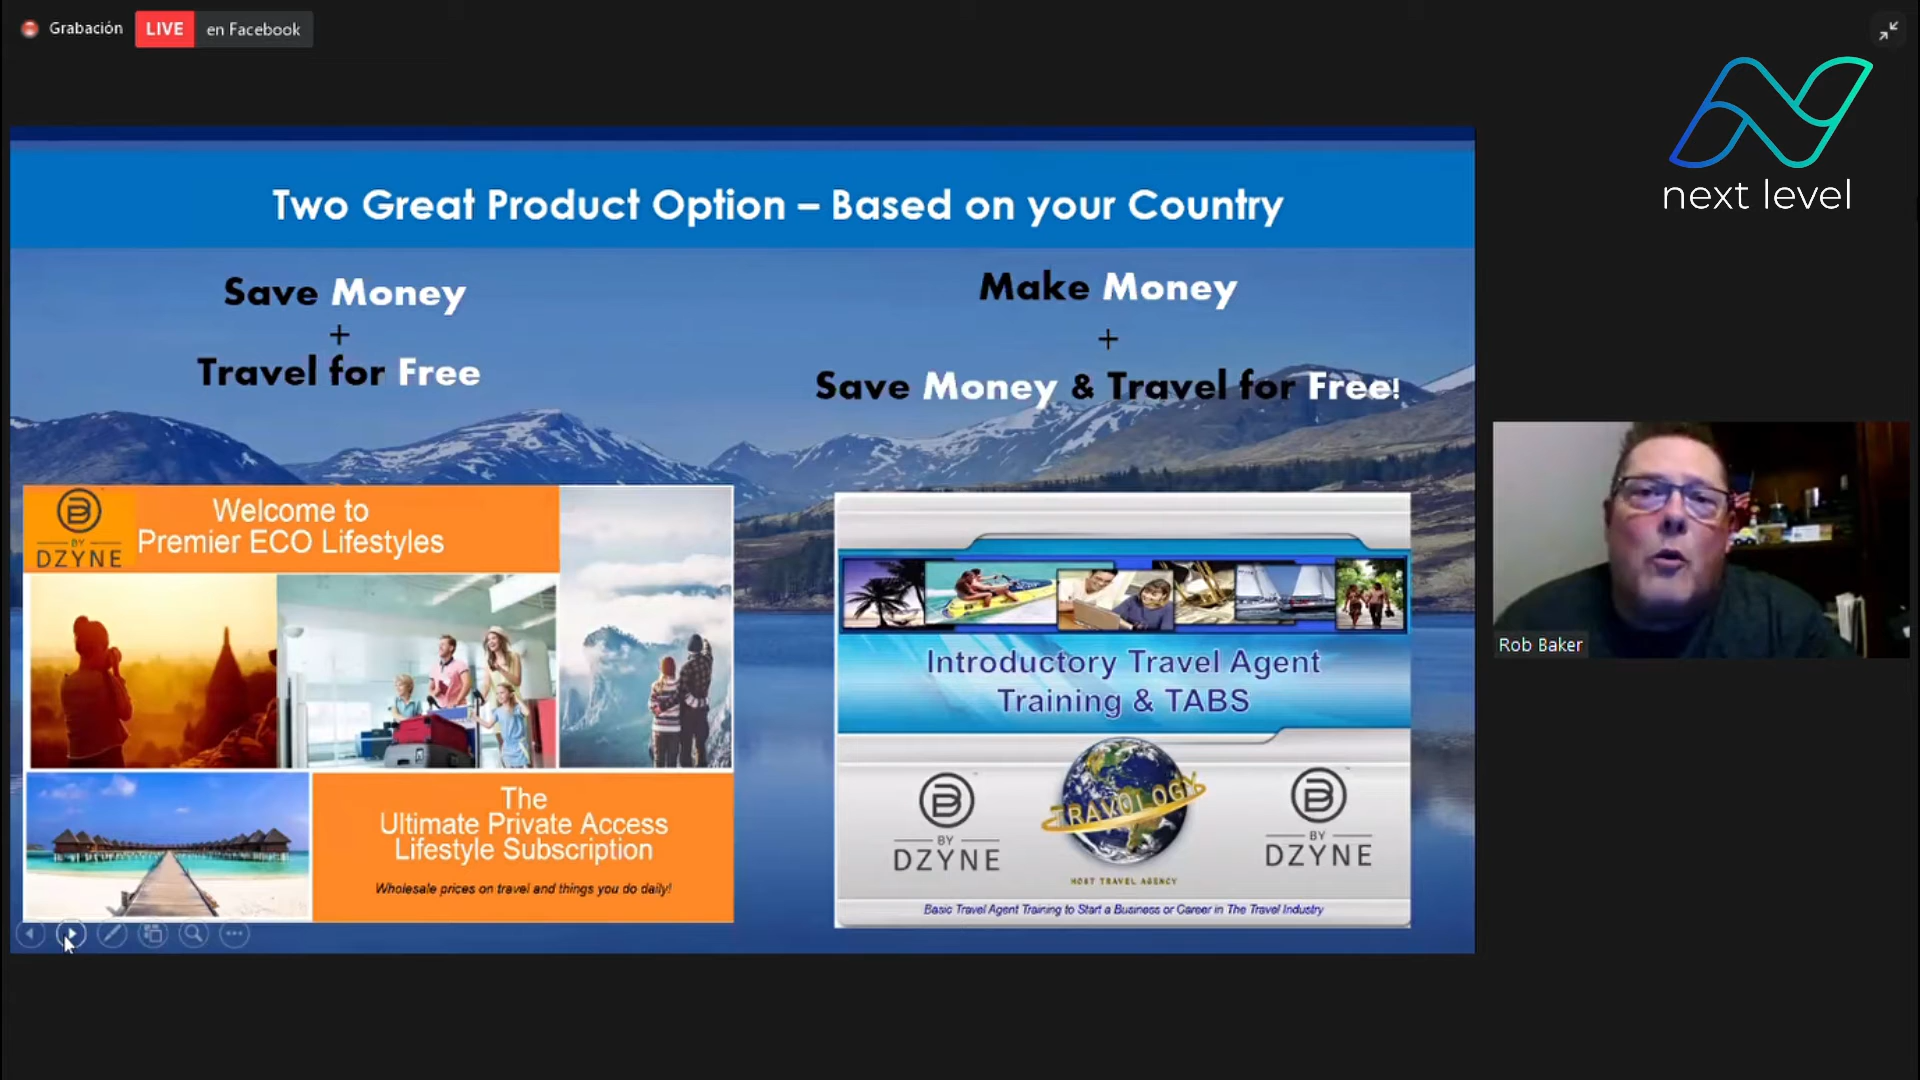 Grabación
LIVE
en Facebook
next level
Two Great Product Option – Based on your Country
Save Money
+
Travel for Free
Make Money
+
Save Money & Travel for Free!
B
BY
DZYNE
Welcome to
Premier ECO Lifestyles
The
Ultimate Private Access
Lifestyle Subscription
Wholesale prices on travel and things you do daily!
Introductory Travel Agent
Training & TABS
B
BY
DZYNE
TRAVOLOGY
HOST TRAVEL AGENCY
B
BY
DZYNE
Basic Travel Agent Training to Start a Business or Career in The Travel Industry
Rob Baker